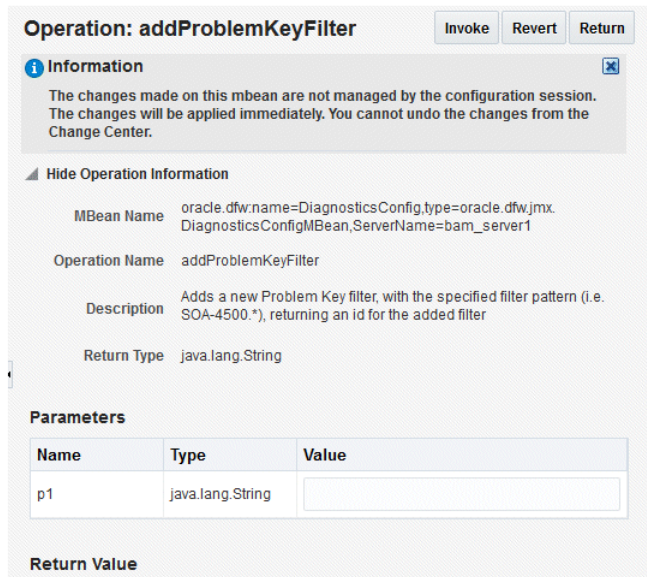 Operation: addProblemKeyFilter
Invoke Revert Return
Information
The changes made on this mbean are not managed by the configuration session.
The changes will be applied immediately. You cannot undo the changes from the
Change Center.
Hide Operation Information
MBean Name oracle.dfw:name=DiagnosticsConfig,type=oracle.dfw.jmx.
DiagnosticsConfigMBean,ServerName=bam_server1
Operation Name addProblemKeyFilter
Description Adds a new Problem Key filter, with the specified filter pattern (i.e.
SOA-4500.*), returning an id for the added filter
Return Type java.lang.String
Parameters
Name Type Value
p1 java.lang.String
Return Value